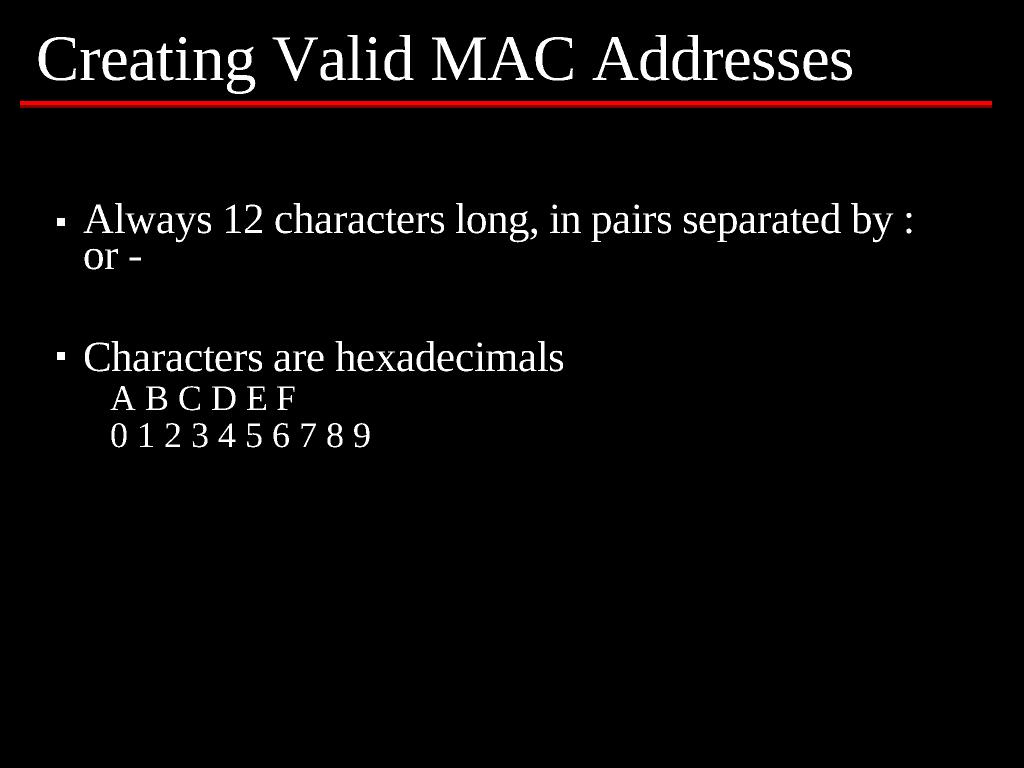 Creating Valid MAC Addresses
▪ Always 12 characters long, in pairs separated by :
or -
▪ Characters are hexadecimals
A B C D E F
0 1 2 3 4 5 6 7 8 9